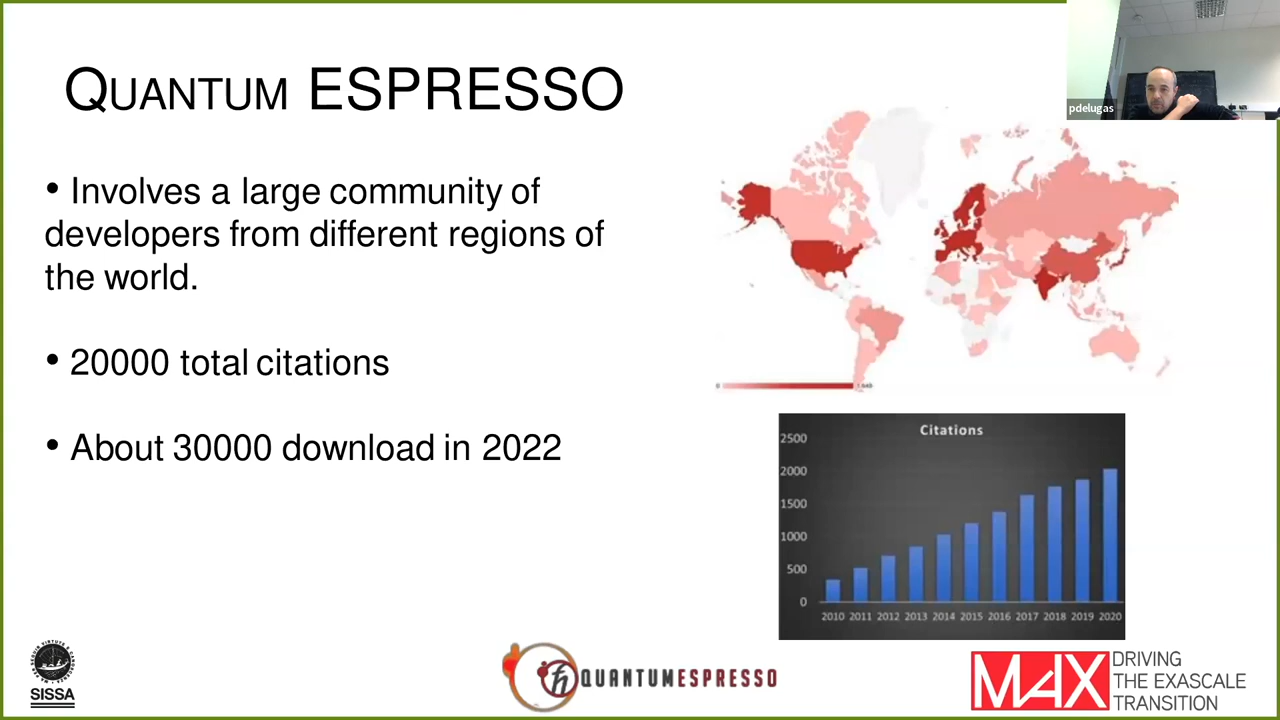 QUANTUM ESPRESSO
pdelugas
• Involves a large community of
developers from different regions of
the world.
• 20000 total citations
• About 30000 download in 2022
0
Citations
2500
2000
1500
1000
500
0
2010 2011 2012 2013 2014 2015 2016 2017 2018 2019 2020
SISSA
QUANTUMESPRESSO
MAX
DRIVING
THE EXASCALE
TRANSITION